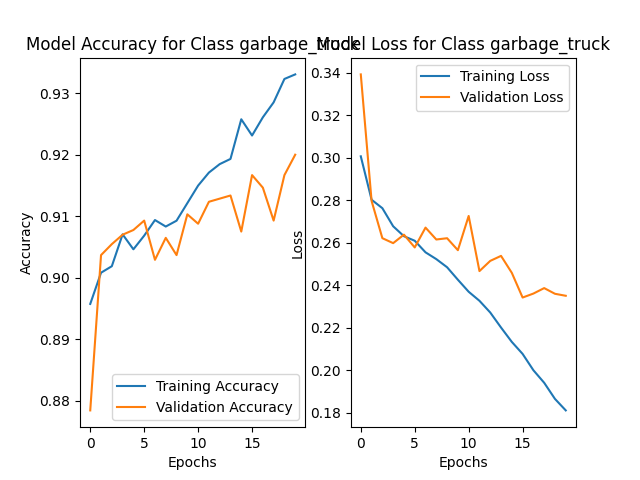 Model Accuracy for Class garbage_truck
Model Loss for Class garbage_truck
0.93
0.92
0.91
0.90
0.89
0.88
Accuracy
Training Accuracy
Validation Accuracy
0 5 10 15
Epochs
Training Loss
Validation Loss
0.34
0.32
0.30
0.28
0.26
0.24
0.22
0.20
0.18
Loss
0 5 10 15
Epochs